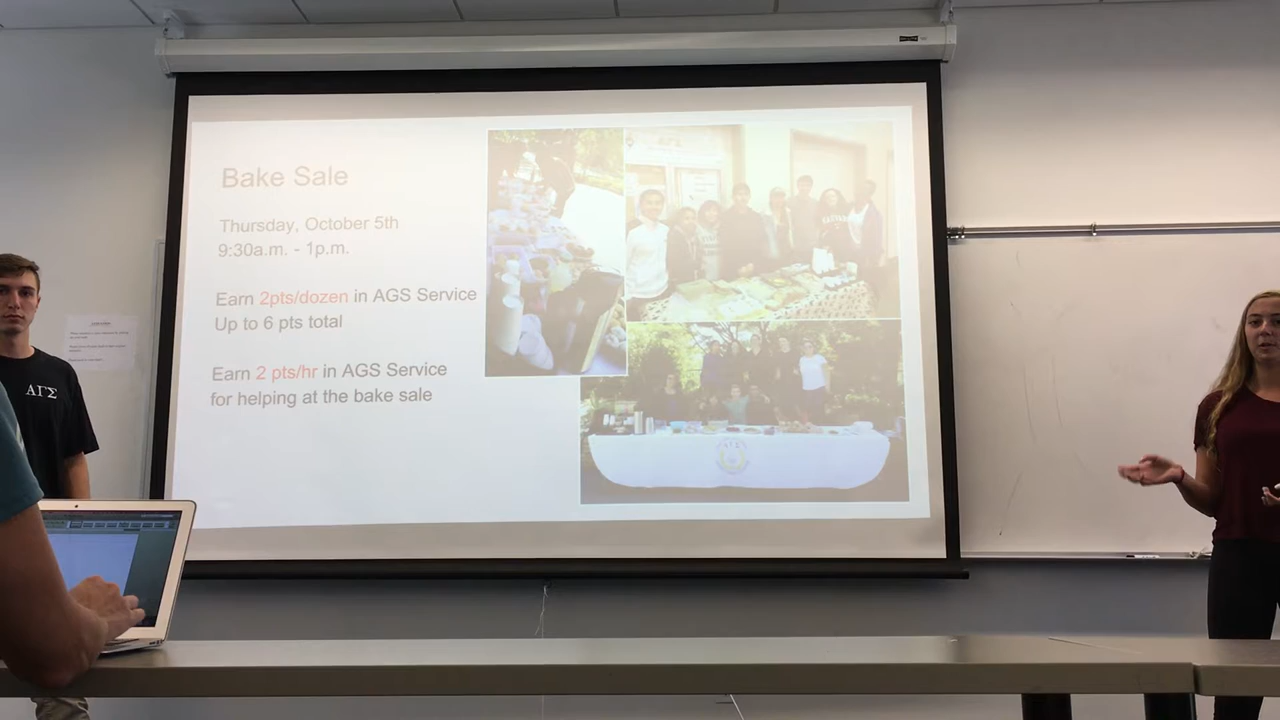 Bake Sale
Thursday, October 5th
9:30a.m. - 1p.m.
Earn 2pts/dozen in AGS Service
Up to 6 pts total
Earn 2 pts/hr in AGS Service
for helping at the bake sale
ΑΓΣ